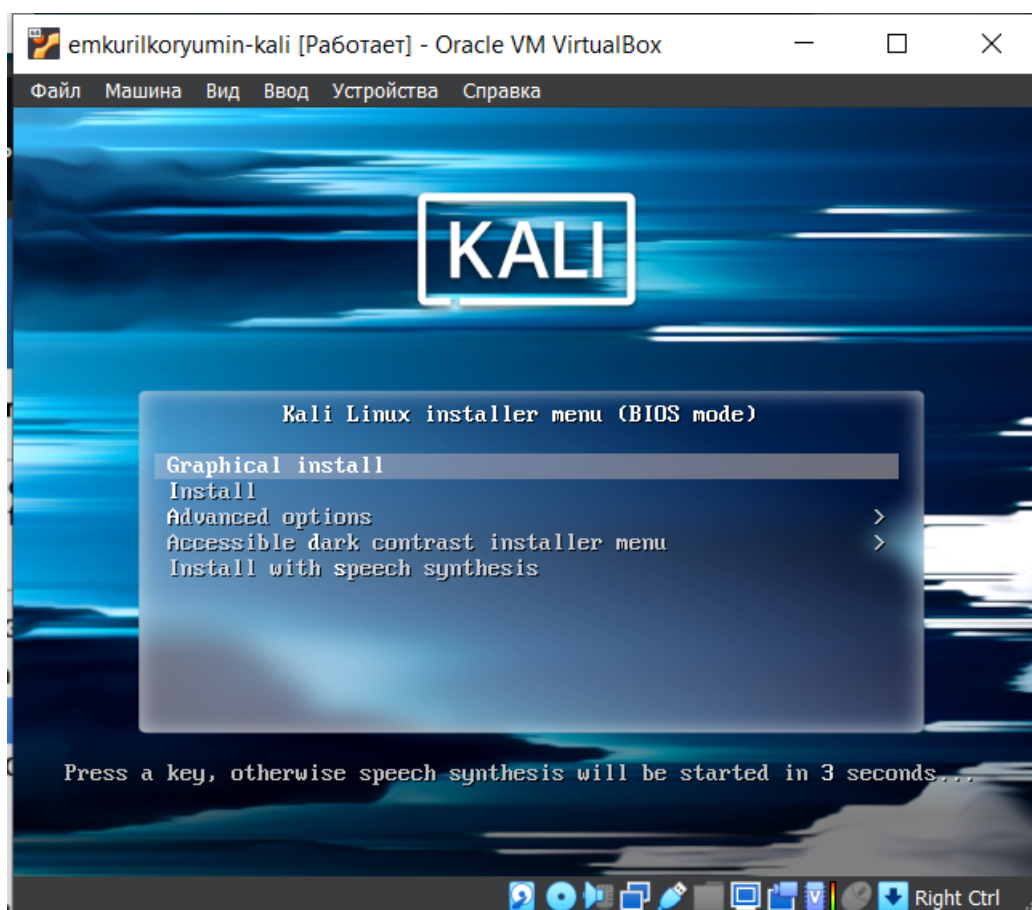 emkurilkoryumin-kali [Работает] - Oracle VM VirtualBox
Файл Машина Вид Ввод Устройства Справка
KALI
Kali Linux installer menu (BIOS mode)
Graphical install
Install
Advanced options >
Accessible dark contrast installer menu >
Install with speech synthesis
Press a key, otherwise speech synthesis will be started in 3 seconds...
Right Ctrl